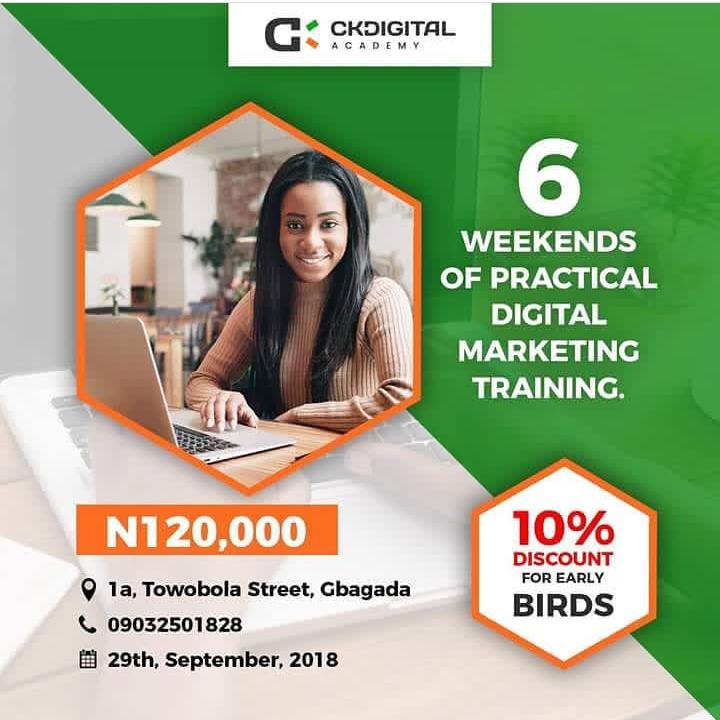 CKDIGITAL
ACADEMY
6
WEEKENDS
OF PRACTICAL
DIGITAL
MARKETING
TRAINING.
N120,000
1a, Towobola Street, Gbagada
09032501828
29th, September, 2018
10%
DISCOUNT
FOR EARLY
BIRDS